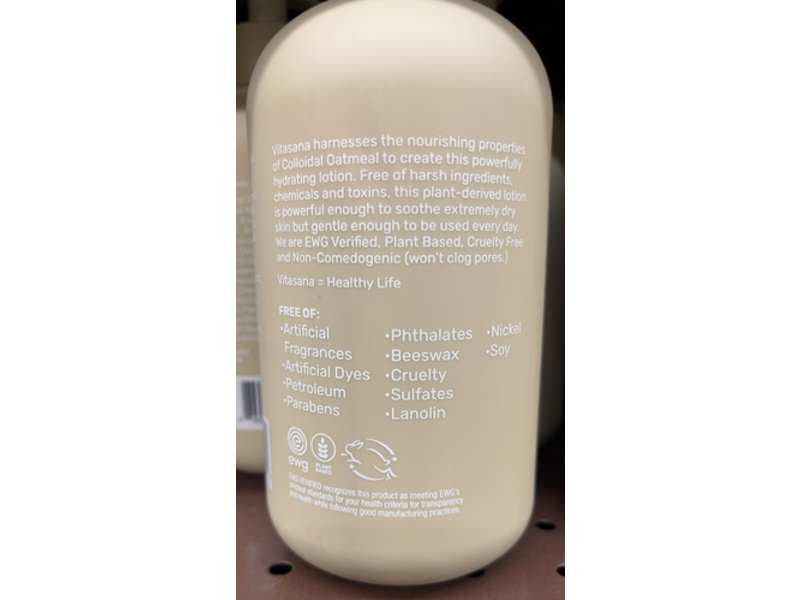 Vitasana harnesses the nourishing properties
of Colloidal Oatmeal to create this powerfully
hydrating lotion. Free of harsh ingredients,
chemicals and toxins, this plant-derived lotion
is powerful enough to soothe extremely dry
skin but gentle enough to be used every day.
We are EWG Verified, Plant Based, Cruelty Free
and Non-Comedogenic (won't clog pores.)
Vitasana = Healthy Life
FREE OF:
•Artificial
Fragrances
•Artificial Dyes
•Petroleum
•Parabens
•Phthalates
•Beeswax
•Cruelty
•Sulfates
•Lanolin
•Nickel
•Soy
ewg
PLANT
BASED
EWG VERIFIED recognizes this product as meeting EWG's
strictest standards for your health criteria for transparency
and health while following good manufacturing practices